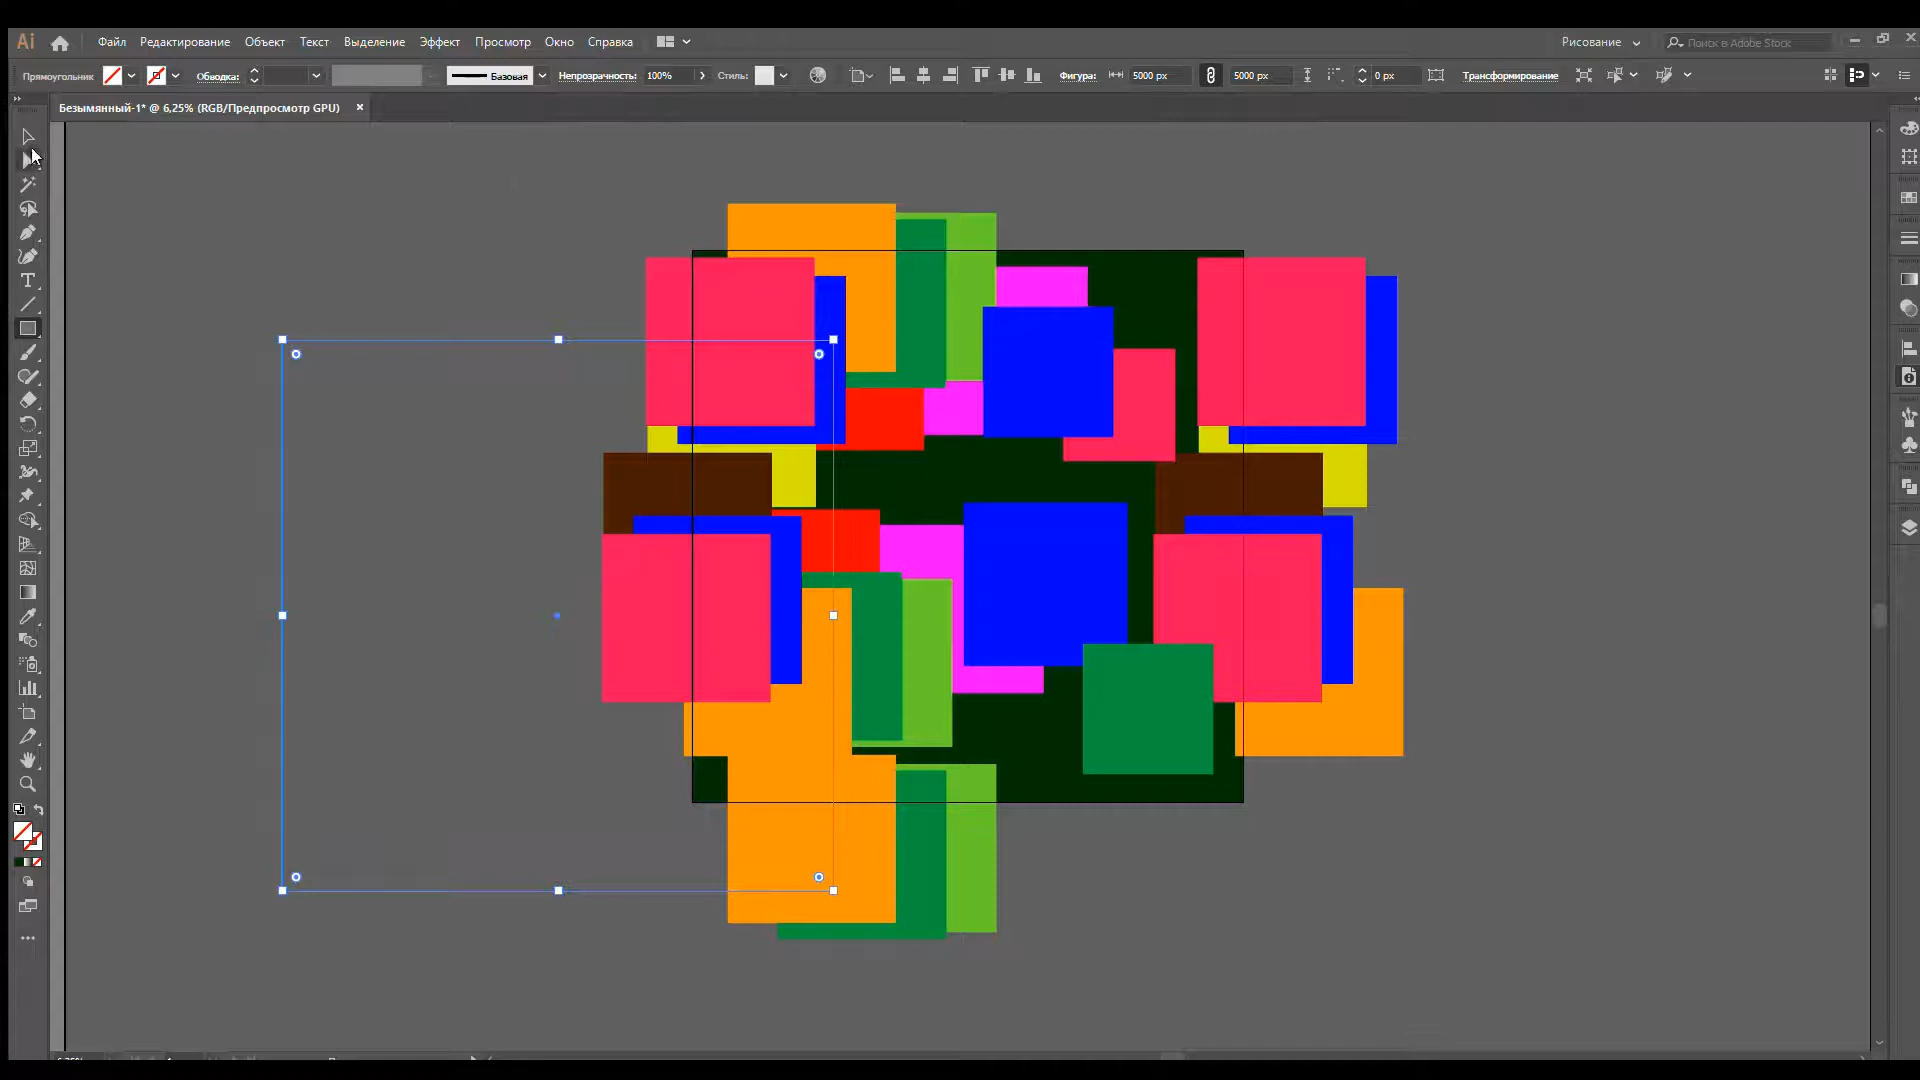 Ai Файл Редактирование Объект Текст Выделение Эффект Просмотр Окно Справка Рисование Поиск в Adobe Stock
Прямоугольник Обводка: Базовая Непрозрачность: 100% Стиль: Фигура: 5000 px 5000 px 0 px Трансформирование
Безымянный-1* @ 6,25% (RGB/Предпросмотр GPU) ×
T